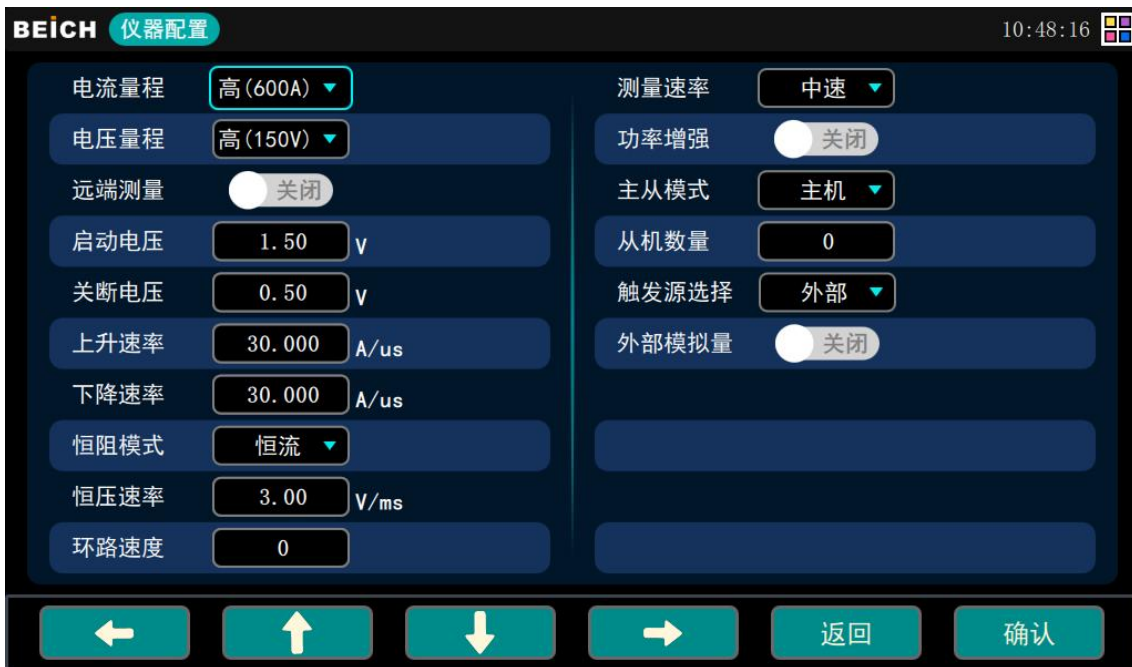 BEICH 仪器配置 10:48:16
电流量程 高(600A)
电压量程 高(150V)
远端测量 关闭
启动电压 1.50 V
关断电压 0.50 V
上升速率 30.000 A/us
下降速率 30.000 A/us
恒阻模式 恒流
恒压速率 3.00 V/ms
环路速度 0
测量速率 中速
功率增强 关闭
主从模式 主机
从机数量 0
触发源选择 外部
外部模拟量 关闭
返回 确认